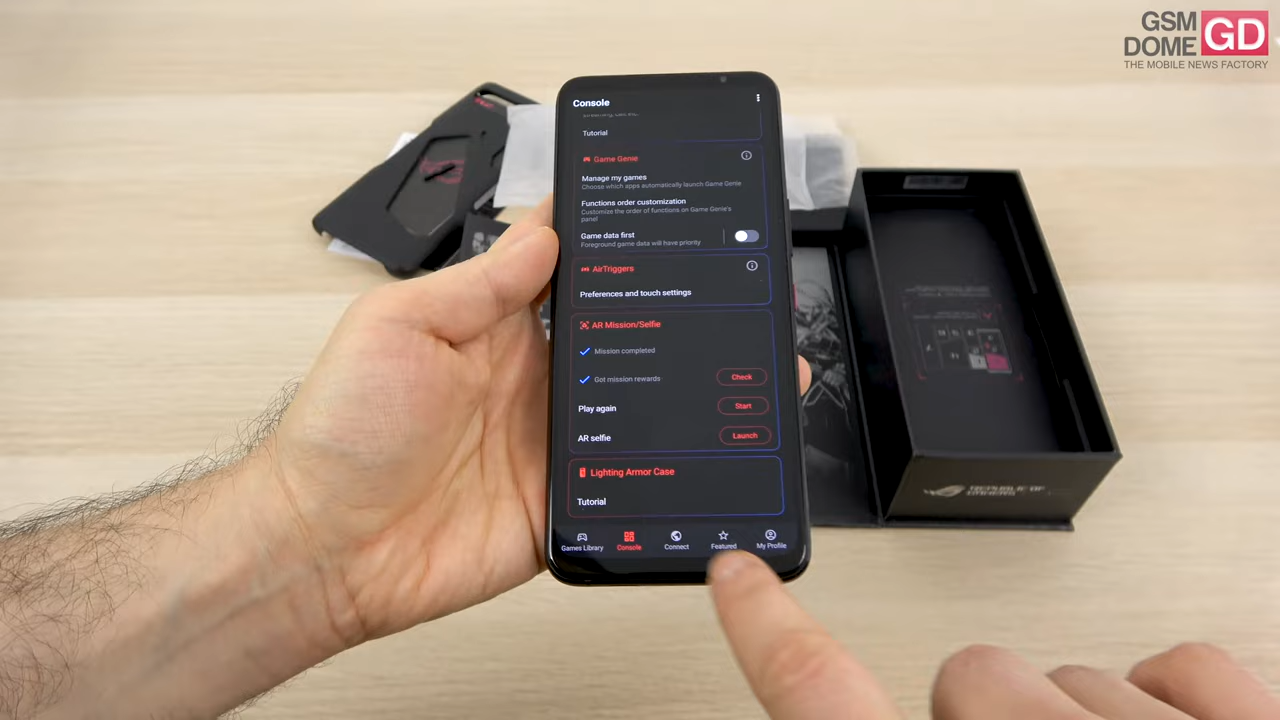 GSM
DOME GD
THE MOBILE NEWS FACTORY
Console
Tutorial
Game Genie
Manage my games
Choose which apps automatically launch Game Genie
Functions order customization
Customize the order of functions on Game Genie's
panel
Game data first
Foreground game data will have priority
AirTriggers
Preferences and touch settings
AR Mission/Selfie
Mission completed
Got mission rewards
Check
Play again
Start
AR selfie
Launch
Lighting Armor Case
Tutorial
Games Library
Console
Connect
Featured
My Profile
REPUBLIC OF
GAMERS